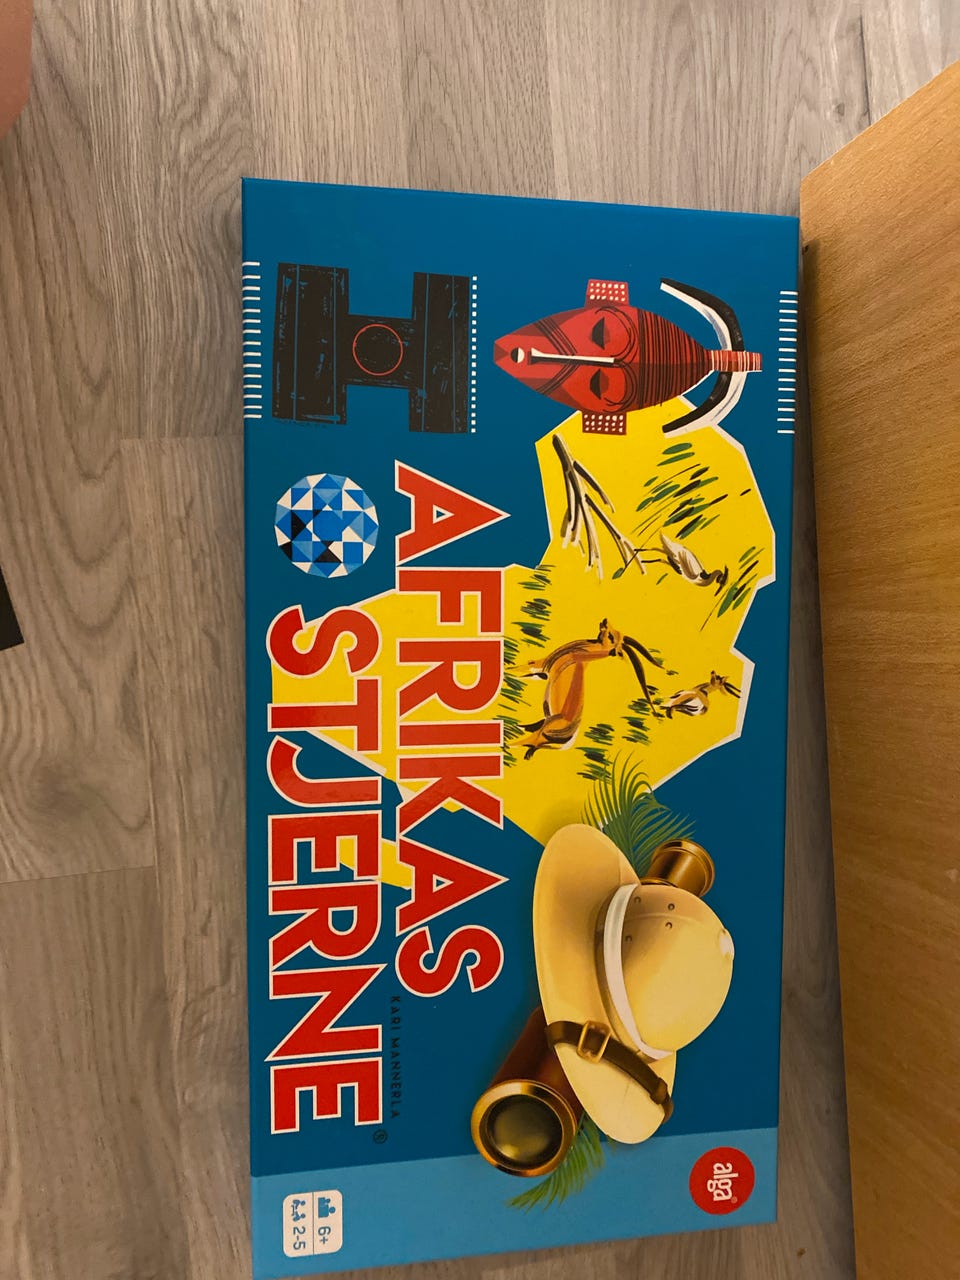 AFRIKAS
STJERNE®
KARI MANNERLA
alga®
6+
2-5